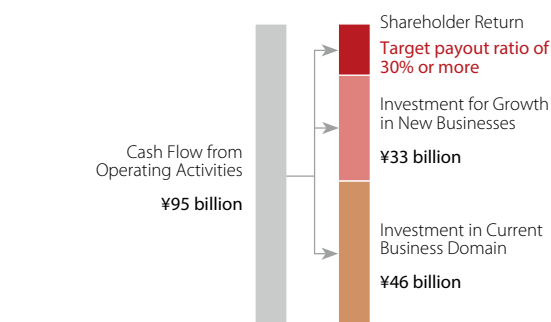 Shareholder Return
Target payout ratio of
30% or more
Investment for Growth
in New Businesses
¥33 billion
Cash Flow from
Operating Activities
¥95 billion
Investment in Current
Business Domain
¥46 billion